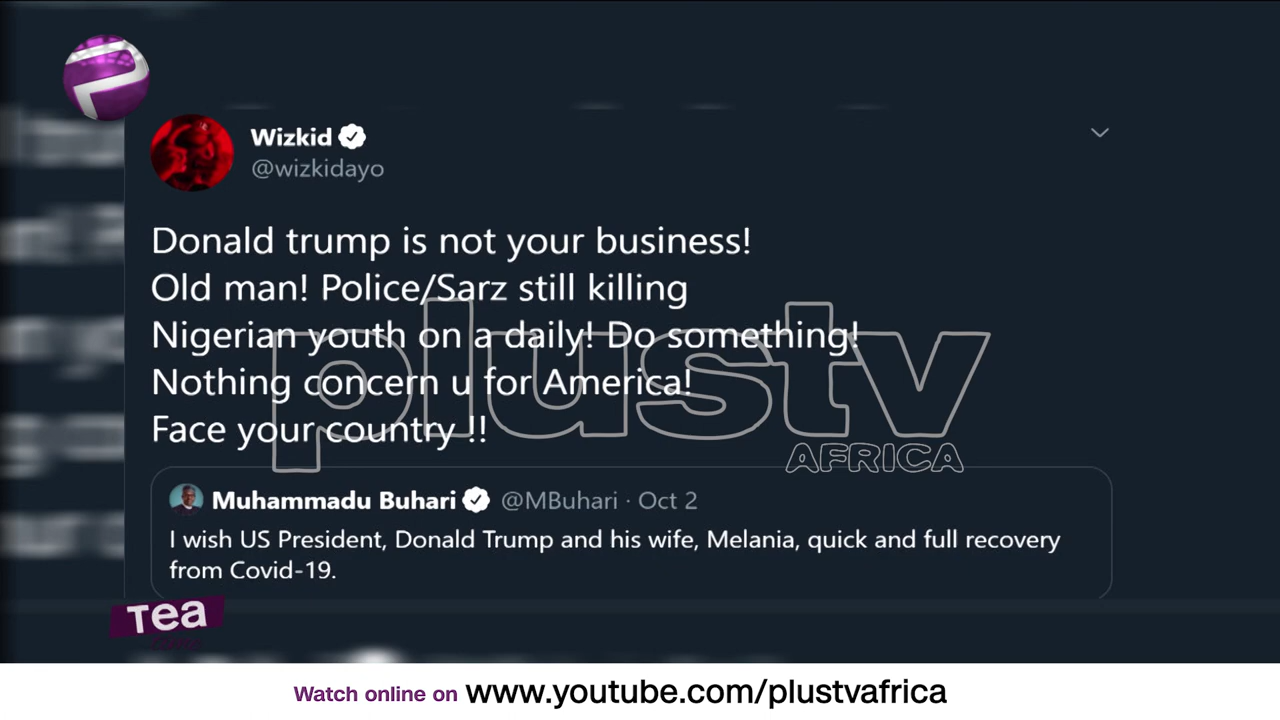 Wizkid
@wizkidayo
Donald trump is not your business!
Old man! Police/Sarz still killing
Nigerian youth on a daily! Do something!
Nothing concern u for America!
Face your country !!
plustv
AFRICA
Muhammadu Buhari @MBuhari · Oct 2
I wish US President, Donald Trump and his wife, Melania, quick and full recovery
from Covid-19.
Tea
Watch online on www.youtube.com/plustvafrica